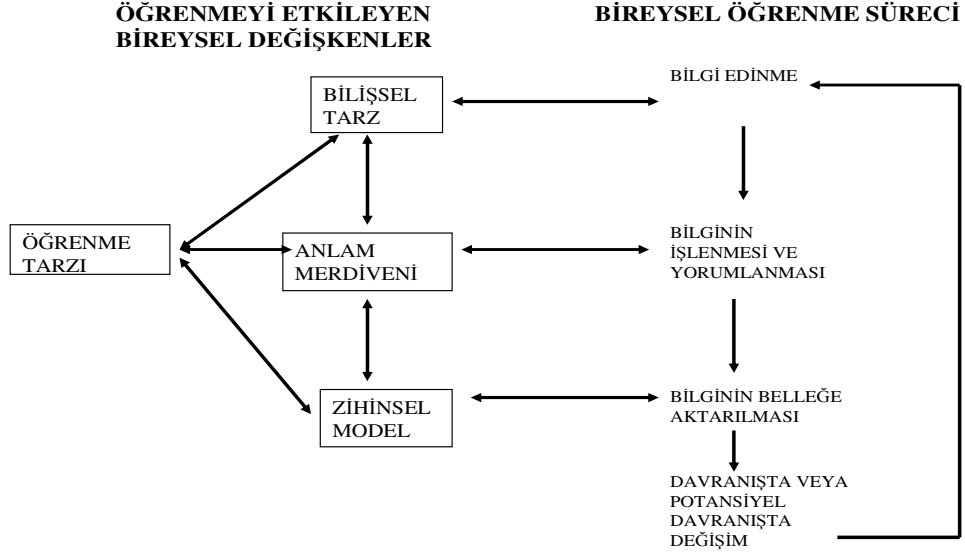 ÖĞRENMEYİ ETKİLEYEN
BİREYSEL DEĞİŞKENLER
BİREYSEL ÖĞRENME SÜRECİ
BİLİŞSEL
TARZ
BİLGİ EDİNME
ÖĞRENME
TARZI
ANLAM
MERDİVENİ
BİLGİNİN
İŞLENMESİ VE
YORUMLANMASI
ZİHİNSEL
MODEL
BİLGİNİN BELLEĞE
AKTARILMASI
DAVRANIŞTA VEYA
POTANSİYEL
DAVRANIŞTA
DEĞİŞİM